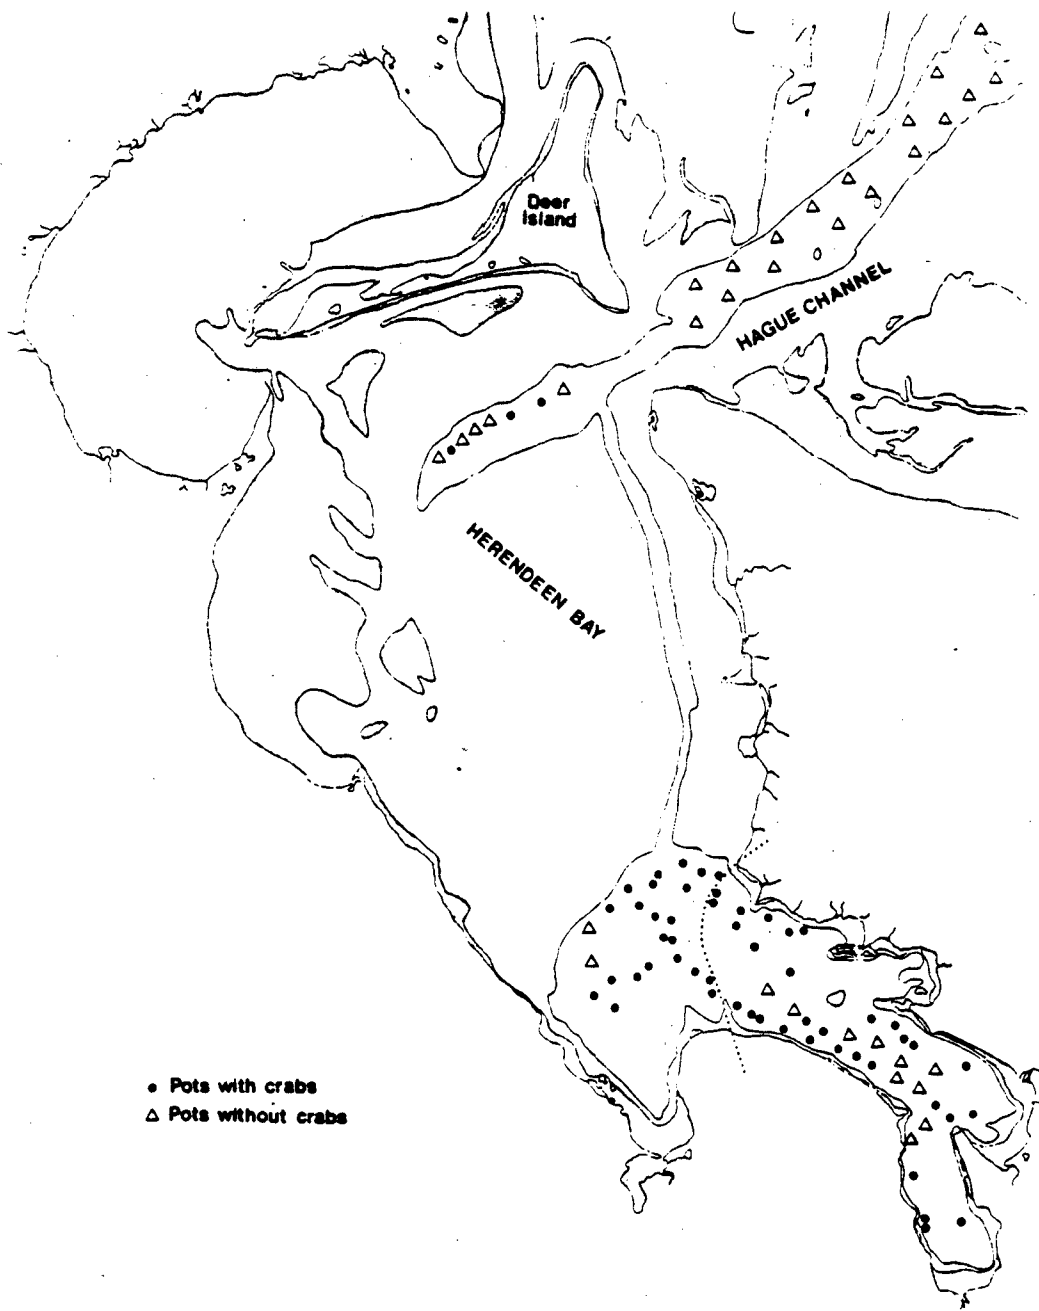 Deer
Island
HAGUE CHANNEL
HERENDEEN BAY
Pots with crabs
Pots without crabs